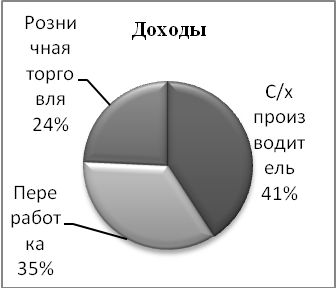 Доходы
Розни
чная
торго
вля
24%
С/х
произ
водит
ель
41%
Пере
работ
ка
35%